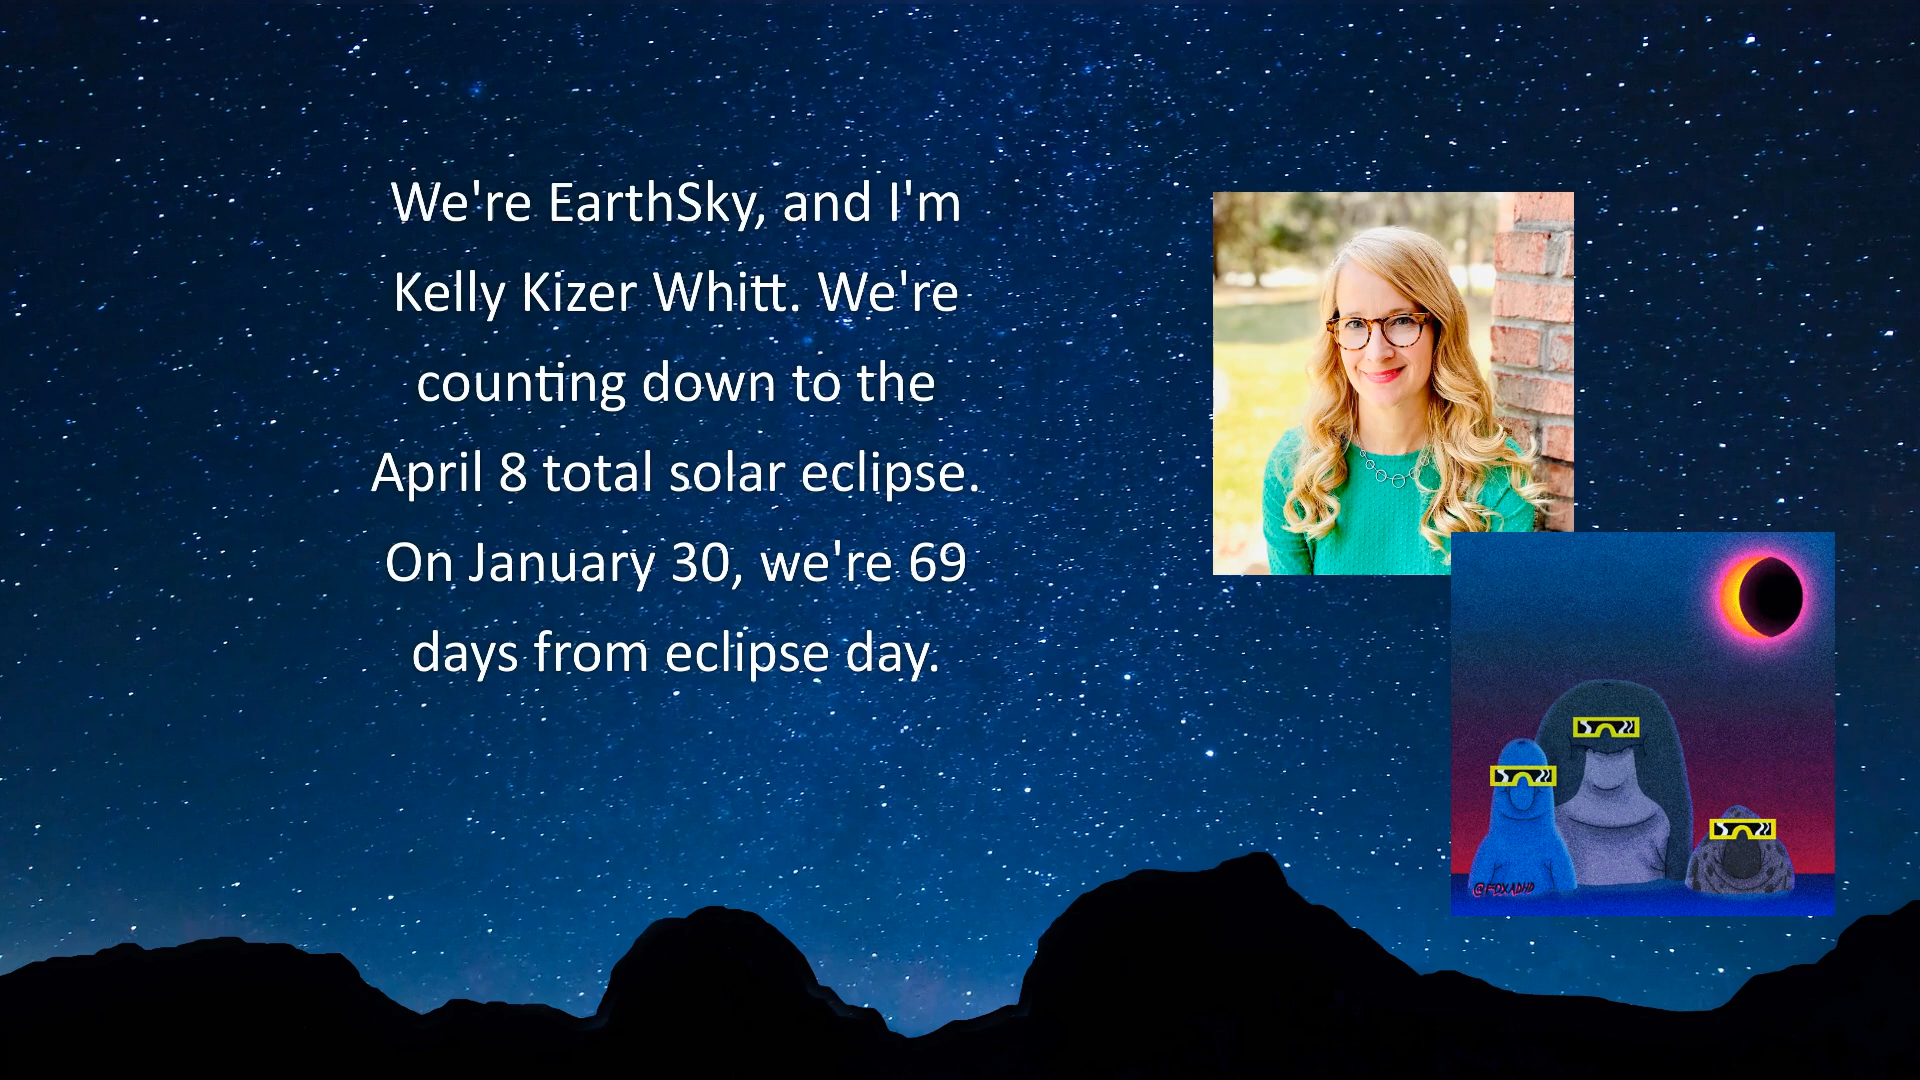 We're EarthSky, and I'm
Kelly Kizer Whitt. We're
counting down to the
April 8 total solar eclipse.
On January 30, we're 69
days from eclipse day.
@FOXADHD